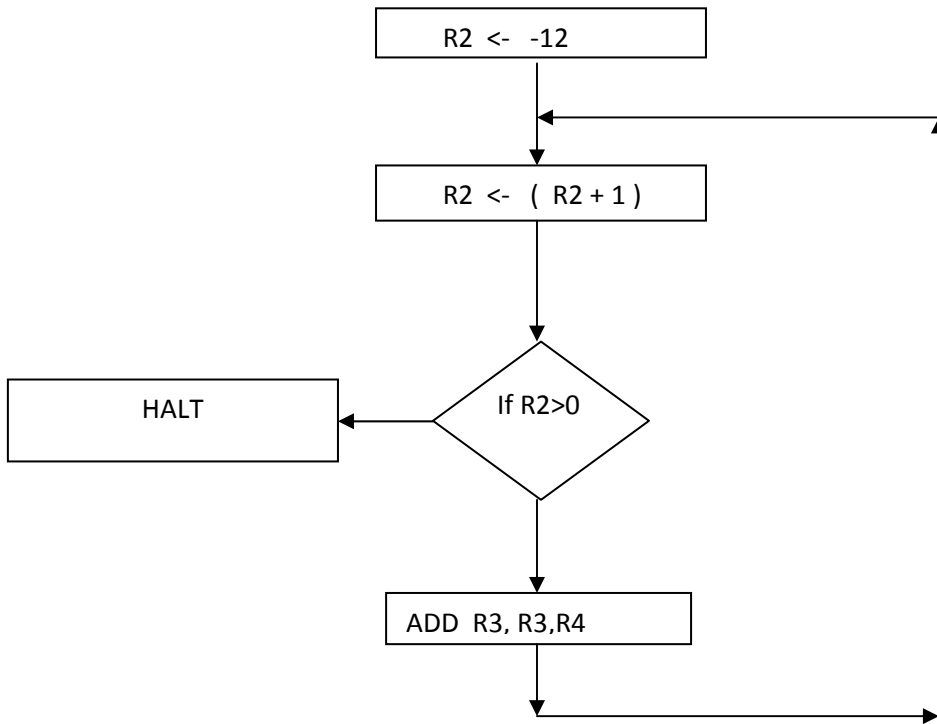 R2 <- -12
R2 <- ( R2 + 1 )
If R2>0
HALT
ADD R3, R3,R4